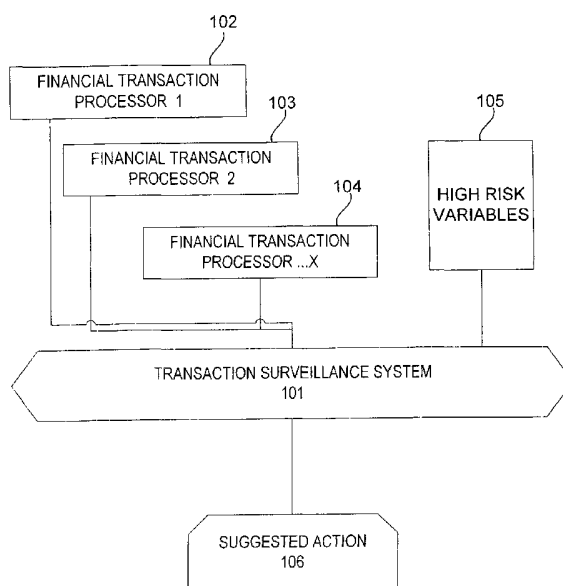 102
FINANCIAL TRANSACTION
PROCESSOR 1
103
FINANCIAL TRANSACTION
PROCESSOR 2
104
FINANCIAL TRANSACTION
PROCESSOR ...X
105
HIGH RISK
VARIABLES
TRANSACTION SURVEILLANCE SYSTEM
101
SUGGESTED ACTION
106